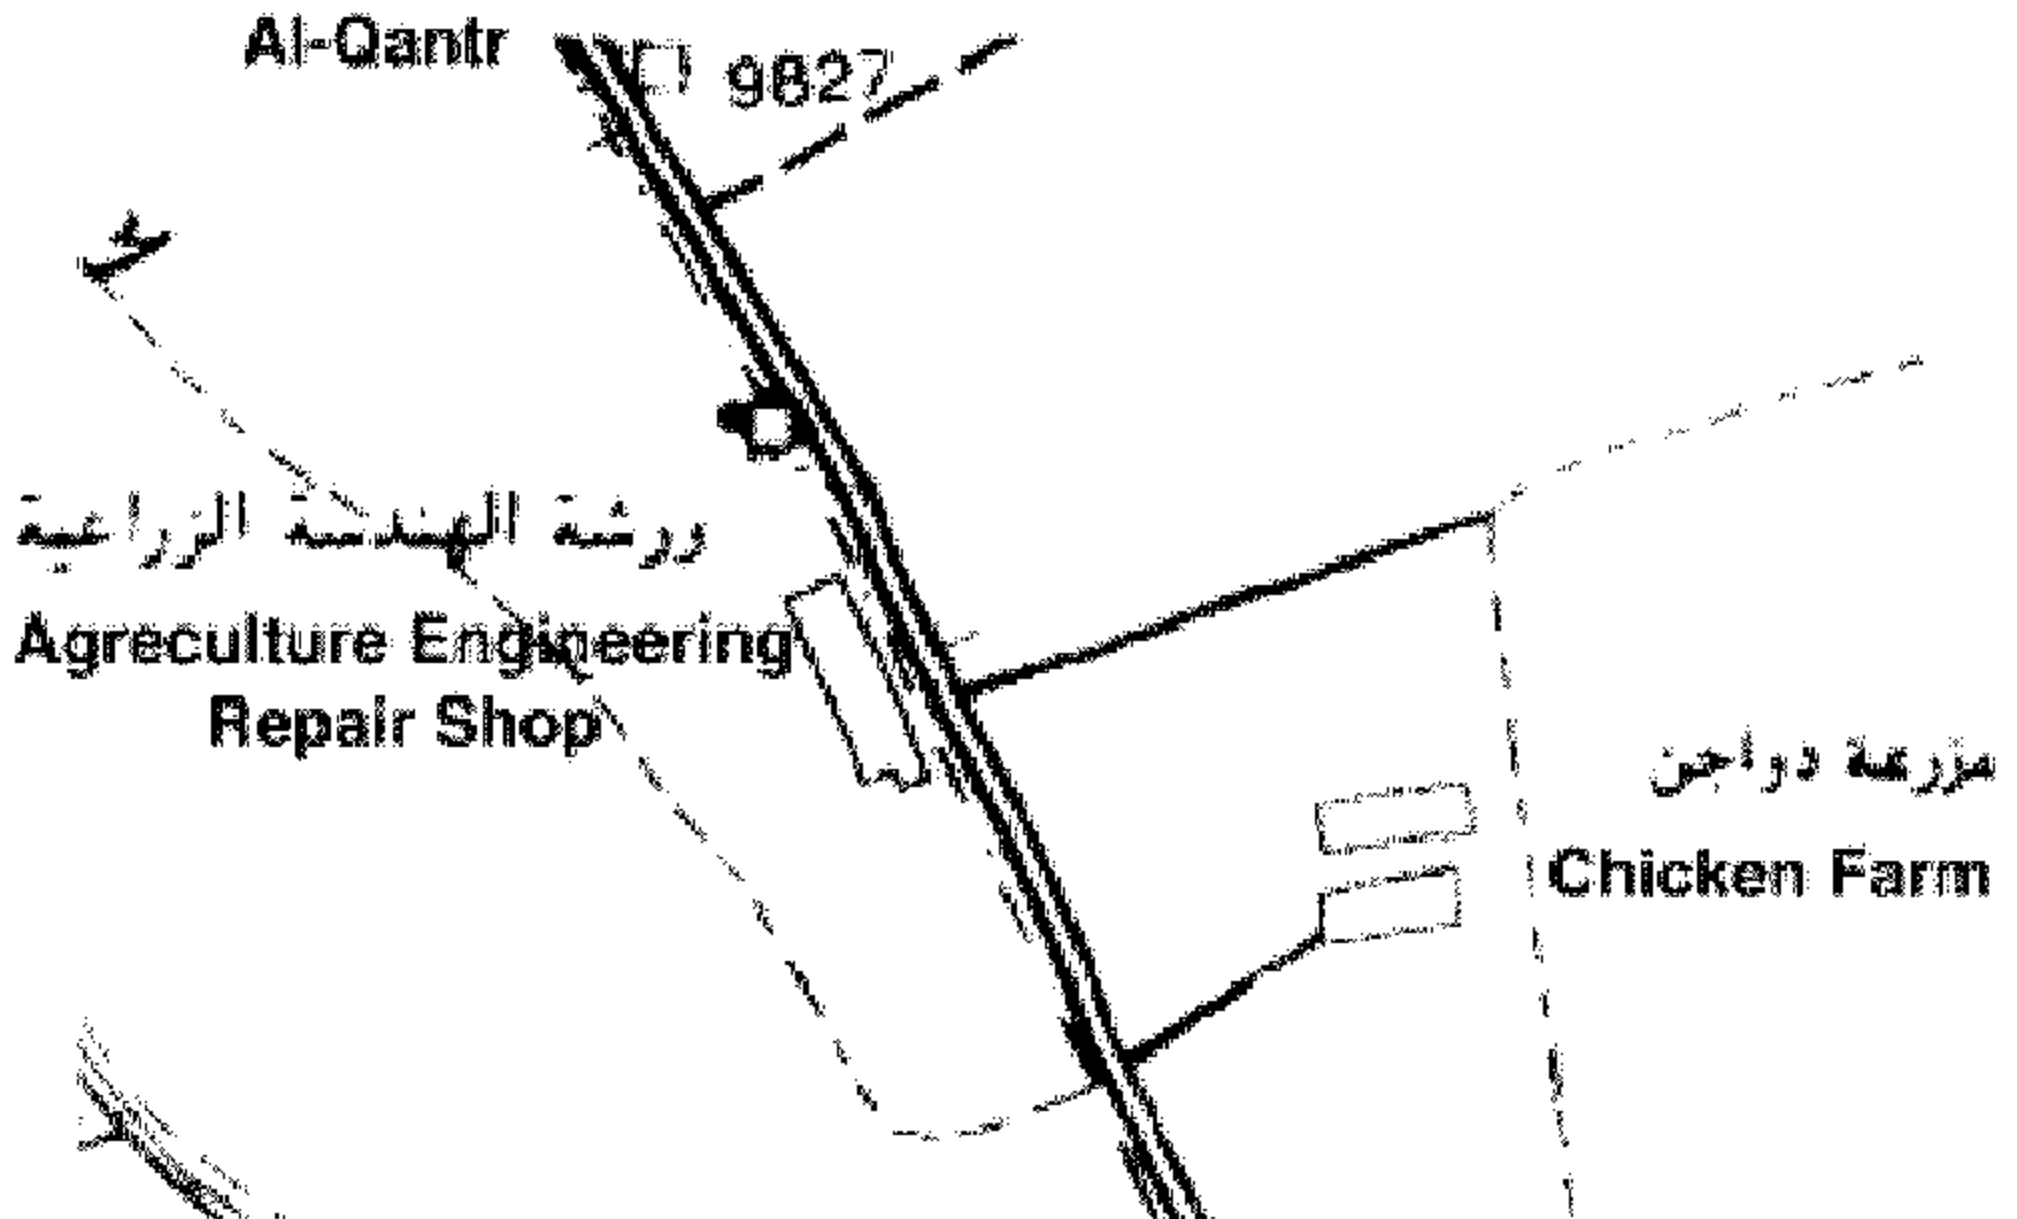 Al-Qantr
9827
ورشة الهندسة الزراعية
Agreculture Engineering
Repair Shop
مزرعة دواجن
Chicken Farm